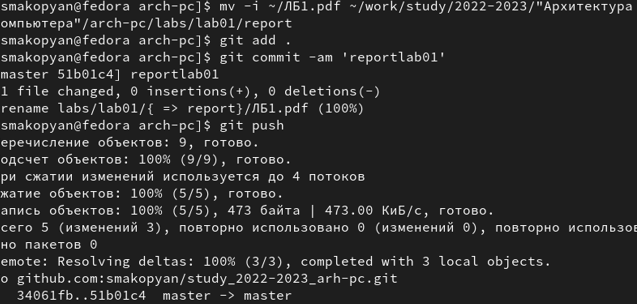 smakopyan@fedora arch-pc]$ mv -i ~/ЛБ1.pdf ~/work/study/2022-2023/"Архитектура
омпьютера"/arch-pc/labs/lab01/report
smakopyan@fedora arch-pc]$ git add .
smakopyan@fedora arch-pc]$ git commit -am 'reportlab01'
master 51b01c4] reportlab01
1 file changed, 0 insertions(+), 0 deletions(-)
rename labs/lab01/{ => report}/ЛБ1.pdf (100%)
smakopyan@fedora arch-pc]$ git push
еречисление объектов: 9, готово.
одсчет объектов: 100% (9/9), готово.
ри сжатии изменений используется до 4 потоков
жатие объектов: 100% (5/5), готово.
апись объектов: 100% (5/5), 473 байта | 473.00 КиБ/с, готово.
сего 5 (изменений 3), повторно использовано 0 (изменений 0), повторно использов
но пакетов 0
emote: Resolving deltas: 100% (3/3), completed with 3 local objects.
o github.com:smakopyan/study_2022-2023_arh-pc.git
34061fb..51b01c4  master -> master